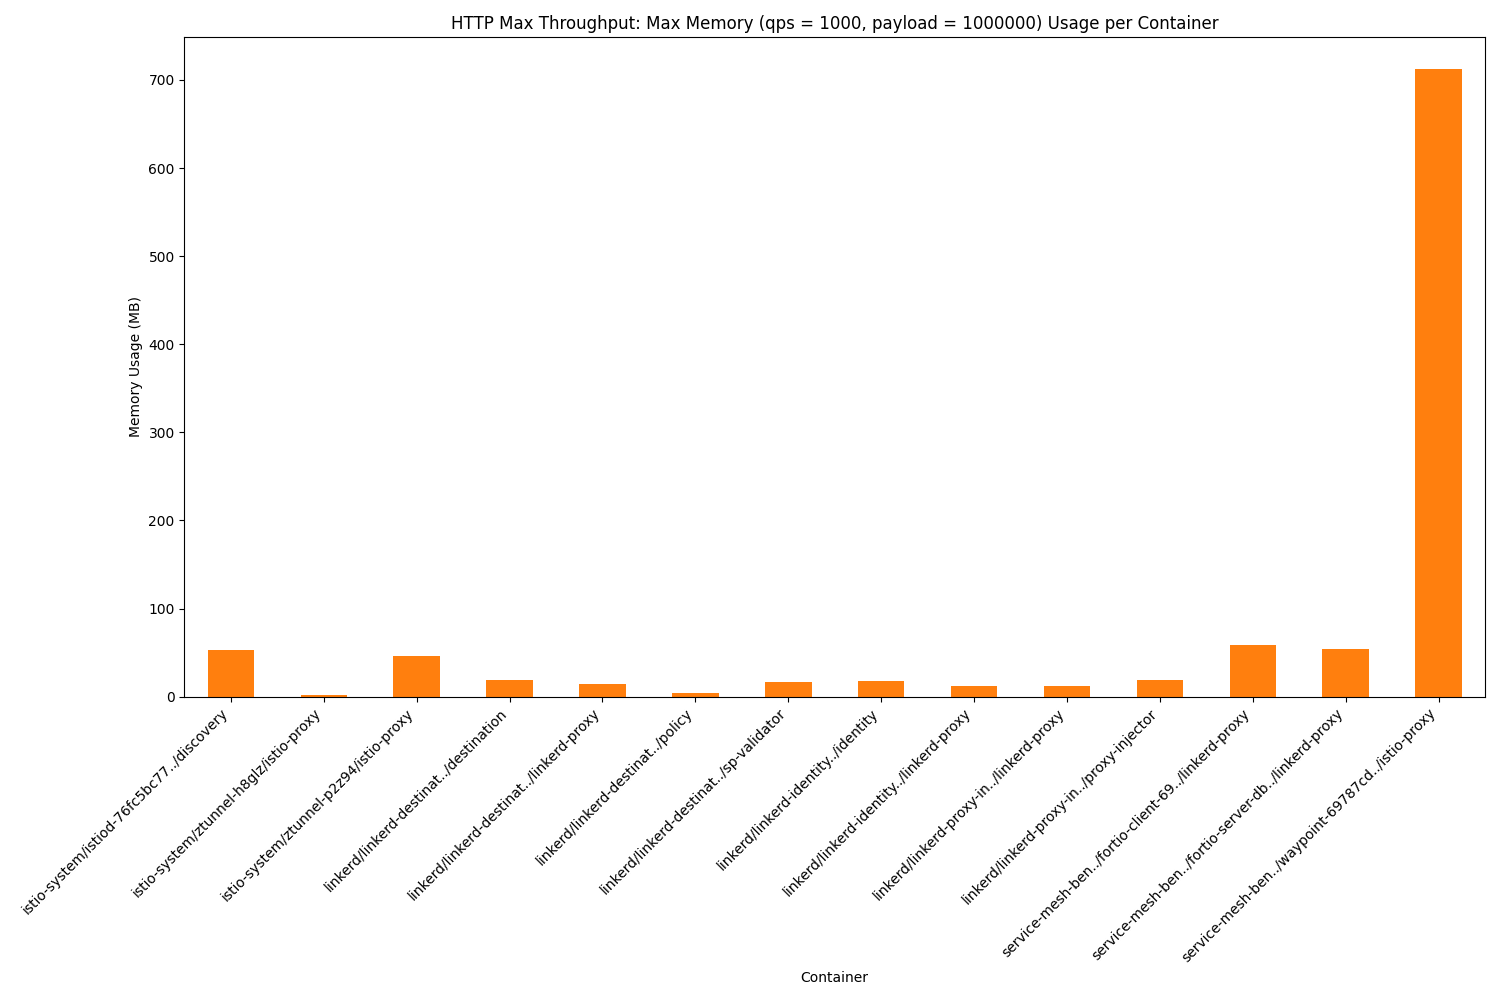 HTTP Max Throughput: Max Memory (qps = 1000, payload = 1000000) Usage per Container
Memory Usage (MB)
700
600
500
400
300
200
100
0
istio-system/istiod-76fc5bc77../discovery
istio-system/ztunnel-h8glz/istio-proxy
istio-system/ztunnel-p2z94/istio-proxy
linkerd/linkerd-destinat../destination
linkerd/linkerd-destinat../linkerd-proxy
linkerd/linkerd-destinat../policy
linkerd/linkerd-destinat../sp-validator
linkerd/linkerd-identity../identity
linkerd/linkerd-identity../linkerd-proxy
linkerd/linkerd-proxy-in../linkerd-proxy
linkerd/linkerd-proxy-in../proxy-injector
service-mesh-ben../fortio-client-69../linkerd-proxy
service-mesh-ben../fortio-server-db../linkerd-proxy
service-mesh-ben../waypoint-69787cd../istio-proxy
Container